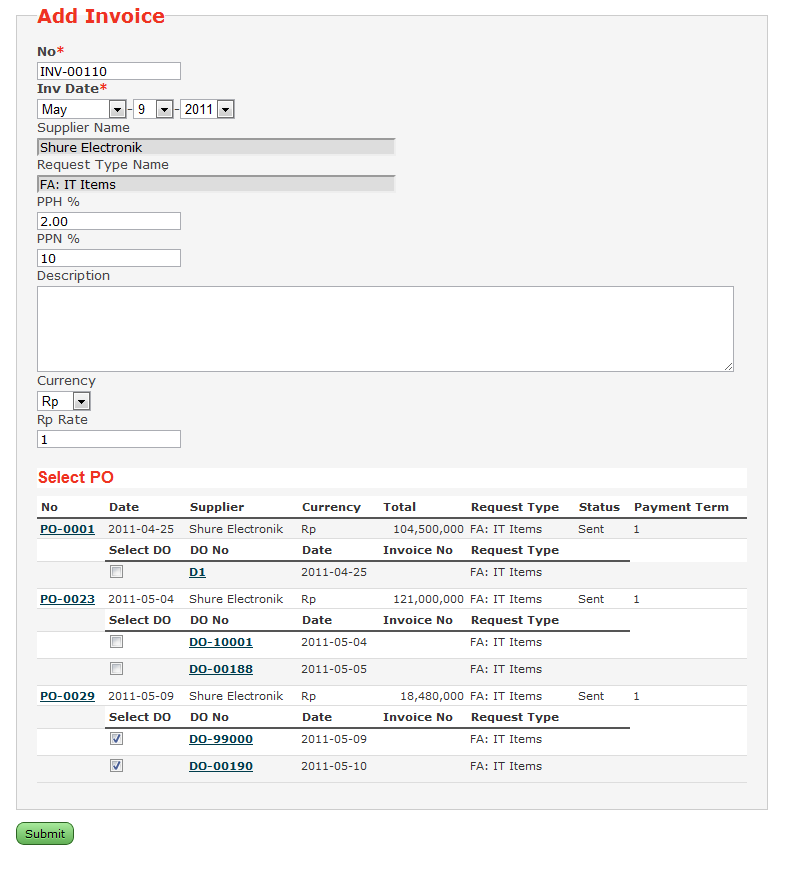 Add Invoice
No*
INV-00110
Inv Date*
May - 9 - 2011
Supplier Name
Shure Electronik
Request Type Name
FA: IT Items
PPH %
2.00
PPN %
10
Description
Currency
Rp
Rp Rate
1
Select PO
No Date Supplier Currency Total Request Type Status Payment Term
PO-0001 2011-04-25 Shure Electronik Rp 104,500,000 FA: IT Items Sent 1
Select DO DO No Date Invoice No Request Type
D1 2011-04-25 FA: IT Items
PO-0023 2011-05-04 Shure Electronik Rp 121,000,000 FA: IT Items Sent 1
Select DO DO No Date Invoice No Request Type
DO-10001 2011-05-04 FA: IT Items
DO-00188 2011-05-05 FA: IT Items
PO-0029 2011-05-09 Shure Electronik Rp 18,480,000 FA: IT Items Sent 1
Select DO DO No Date Invoice No Request Type
DO-99000 2011-05-09 FA: IT Items
DO-00190 2011-05-10 FA: IT Items
Submit